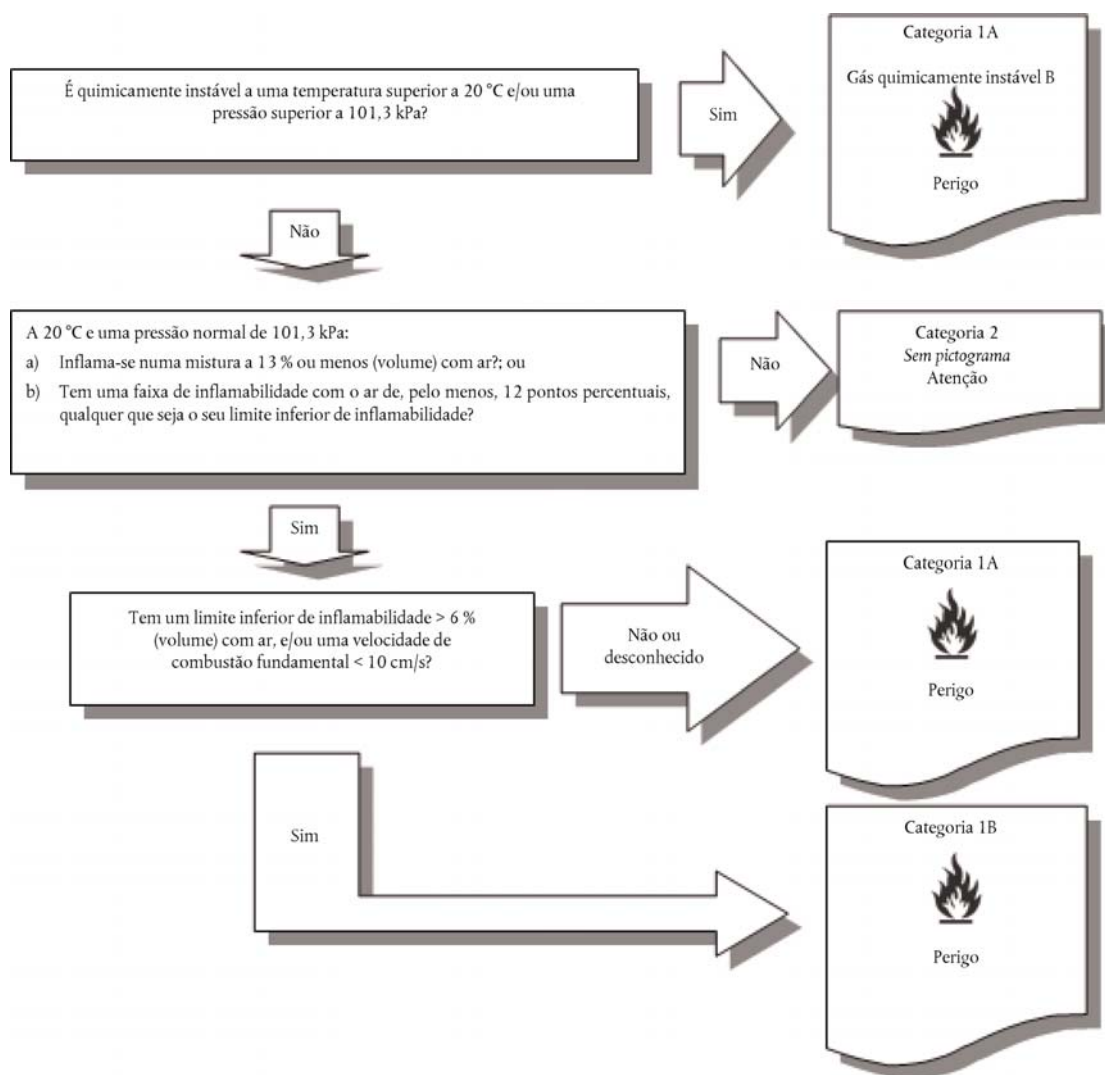 Categoria 1A
Gás quimicamente instável B
Perigo
É quimicamente instável a uma temperatura superior a 20 °C e/ou uma
pressão superior a 101,3 kPa?
Sim
Não
A 20 °C e uma pressão normal de 101,3 kPa:
a) Inflama-se numa mistura a 13 % ou menos (volume) com ar?; ou
b) Tem uma faixa de inflamabilidade com o ar de, pelo menos, 12 pontos percentuais,
qualquer que seja o seu limite inferior de inflamabilidade?
Não
Categoria 2
Sem pictograma
Atenção
Sim
Tem um limite inferior de inflamabilidade > 6 %
(volume) com ar, e/ou uma velocidade de
combustão fundamental < 10 cm/s?
Não ou
desconhecido
Categoria 1A
Perigo
Sim
Categoria 1B
Perigo